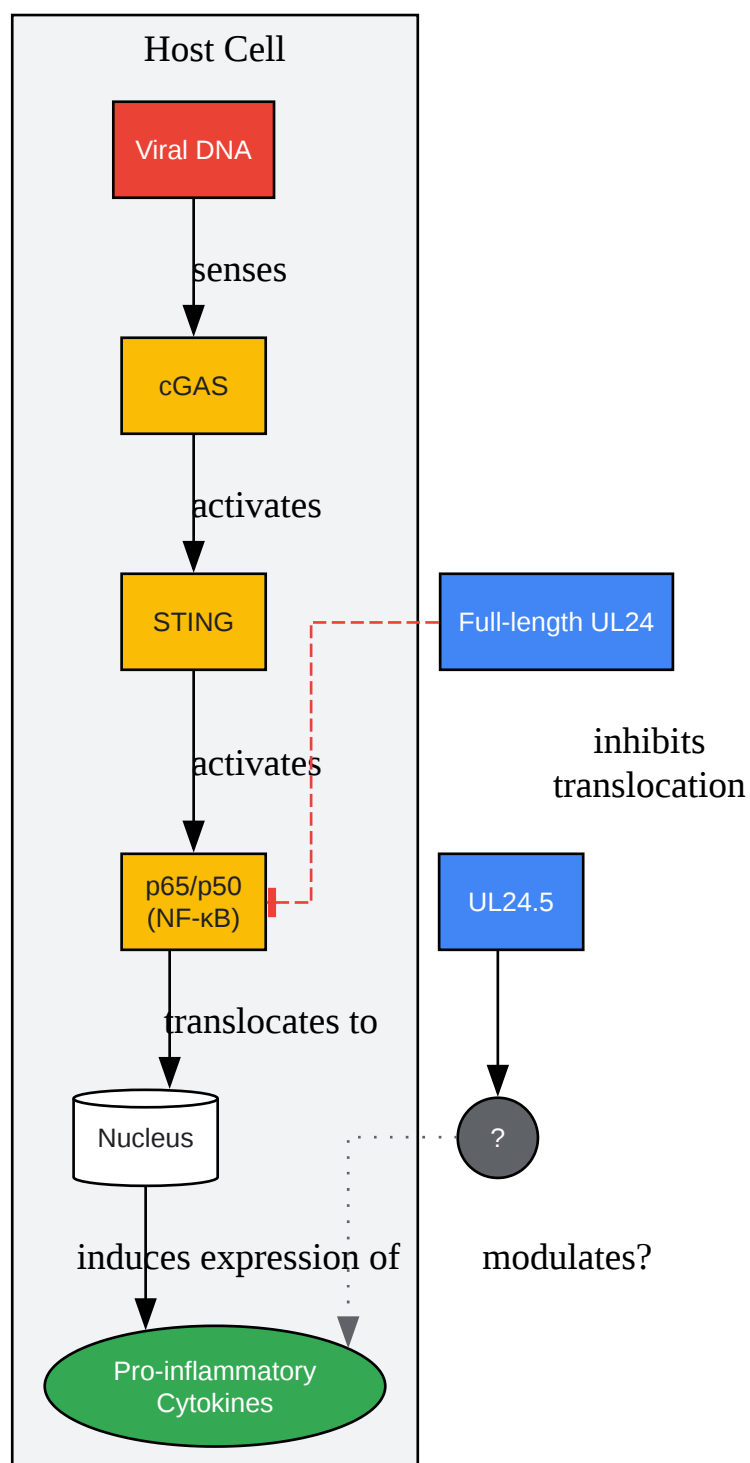 Host Cell
Viral DNA
senses
cGAS
activates
STING
Full-length UL24
activates
inhibits
translocation
p65/p50
(NF-κB)
UL24.5
translocates to
Nucleus
?
induces expression of
modulates?
Pro-inflammatory
Cytokines